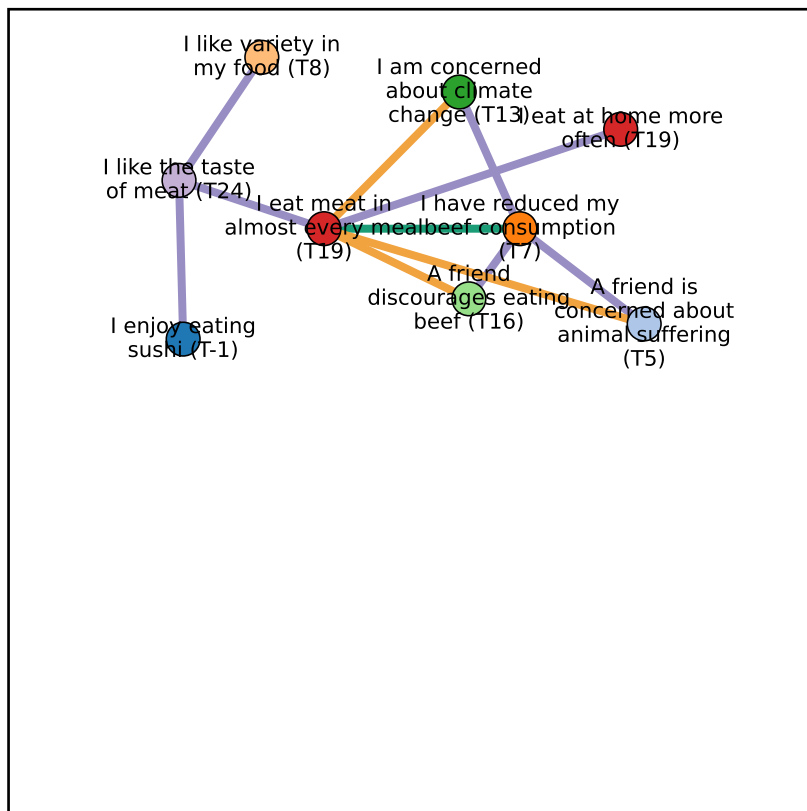 I like variety in
my food (T8)
I am concerned
about climate
change (T13)
I eat at home more
often (T19)
I like the taste
of meat (T24)
I eat meat in
almost every meal
(T19)
I have reduced my
beef consumption
(T7)
A friend
discourages eating
beef (T16)
A friend is
concerned about
animal suffering
(T5)
I enjoy eating
sushi (T-1)